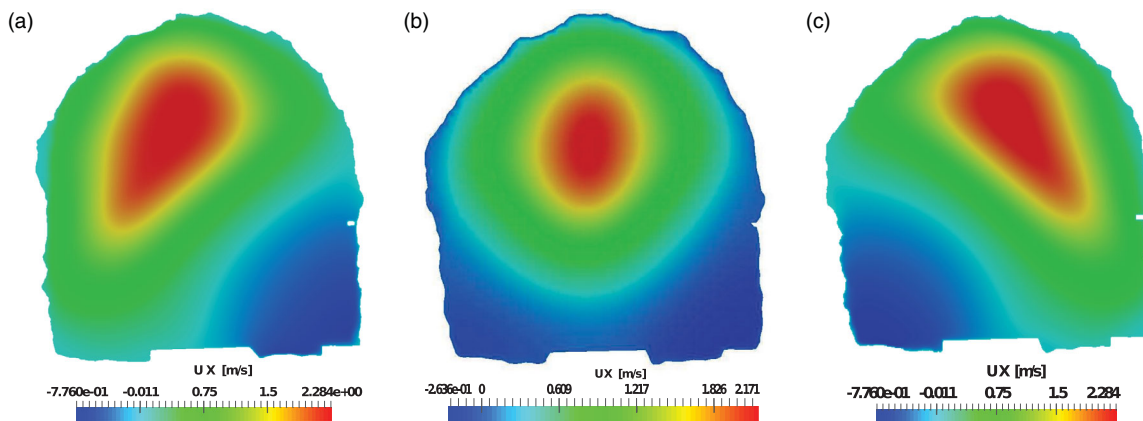 (a)
(b)
(c)
UX [m/s]
-7.760e-01 -0.011 0.75 1.5 2.284e+00
UX [m/s]
-2.636e-01 0 0.609 1.217 1.826 2.171
UX [m/s]
-7.760e-01 -0.011 0.75 1.5 2.284